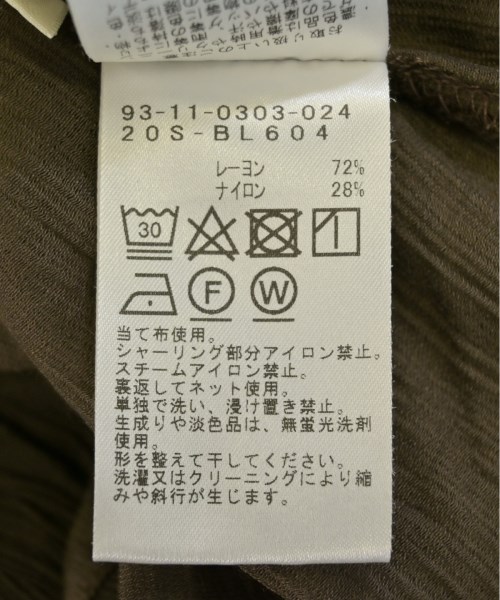 93-11-0303-024
20S-BL604
レーヨン 72%
ナイロン 28%
30
F W
当て布使用。
シャーリング部分アイロン禁止。
スチームアイロン禁止。
裏返してネット使用。
単独で洗い、浸け置き禁止。
生成りや淡色品は、無蛍光洗剤
使用。
形を整えて干してください。
洗濯又はクリーニングにより縮
みや斜行が生じます。